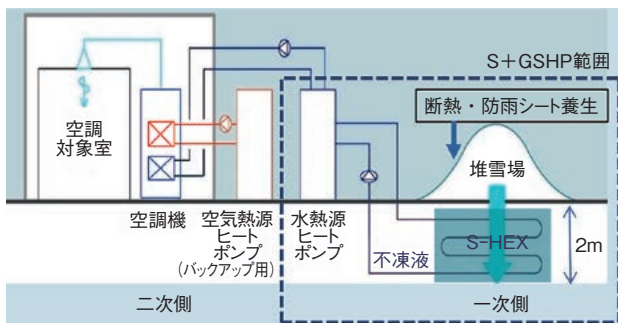 S+GSHP範囲
断熱・防雨シート養生
空調
対象室
堆雪場
空調機
空気熱源
ヒート
ポンプ
(バックアップ用)
水熱源
ヒート
ポンプ
不凍液
S-HEX
2m
二次側
一次側